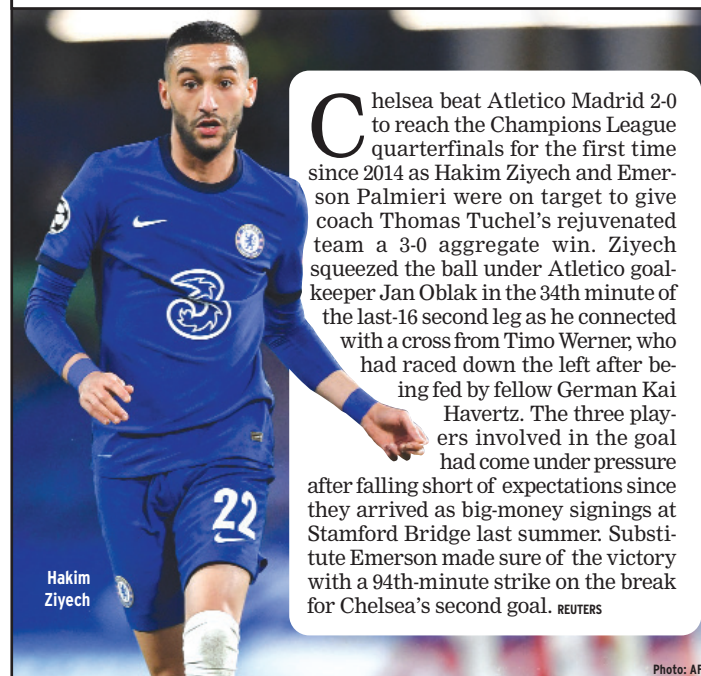 Chelsea beat Atletico Madrid 2-0
to reach the Champions League
quarterfinals for the first time
since 2014 as Hakim Ziyech and Emer-
son Palmieri were on target to give
coach Thomas Tuchel's rejuvenated
team a 3-0 aggregate win. Ziyech
squeezed the ball under Atletico goal-
keeper Jan Oblak in the 34th minute of
the last-16 second leg as he connected
with a cross from Timo Werner, who
had raced down the left after be-
ing fed by fellow German Kai
Havertz. The three play-
ers involved in the goal
had come under pressure
after falling short of expectations since
they arrived as big-money signings at
Stamford Bridge last summer. Substi-
tute Emerson made sure of the victory
with a 94th-minute strike on the break
for Chelsea's second goal. REUTERS
3
22
Hakim
Ziyech
Photo: